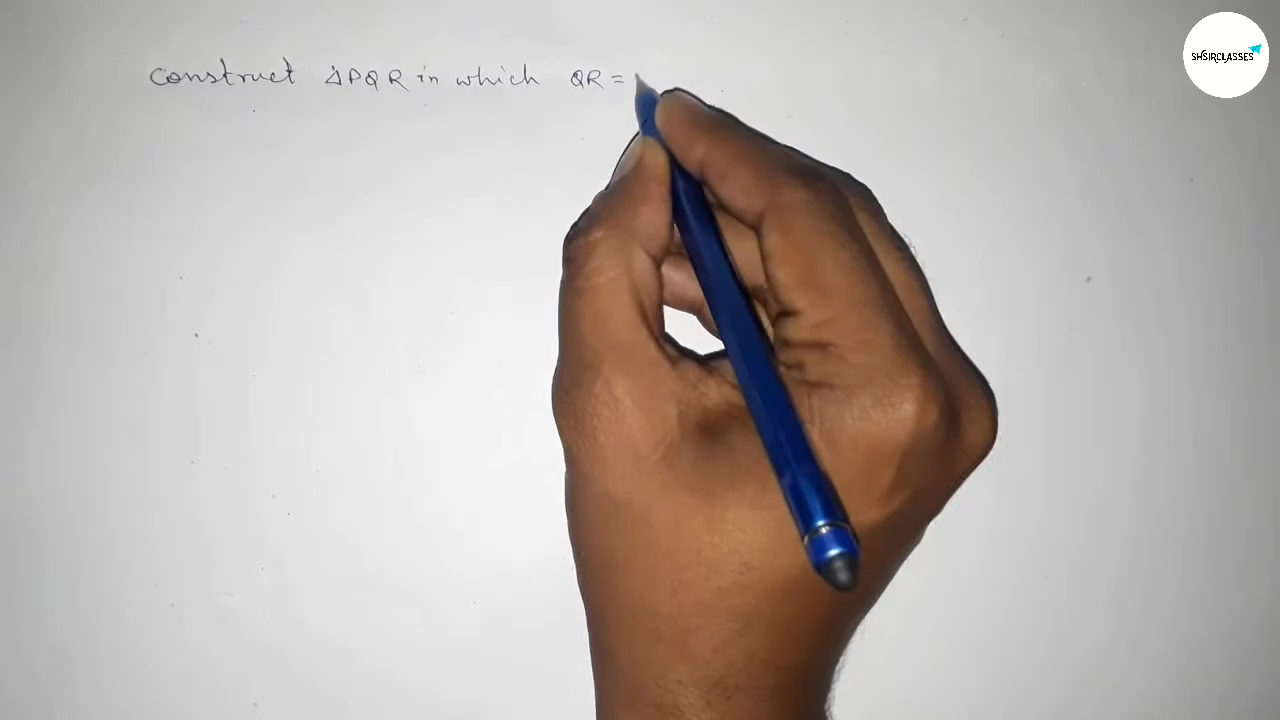 Construct ΔPQR in which QR =
SHSIRCLASSES